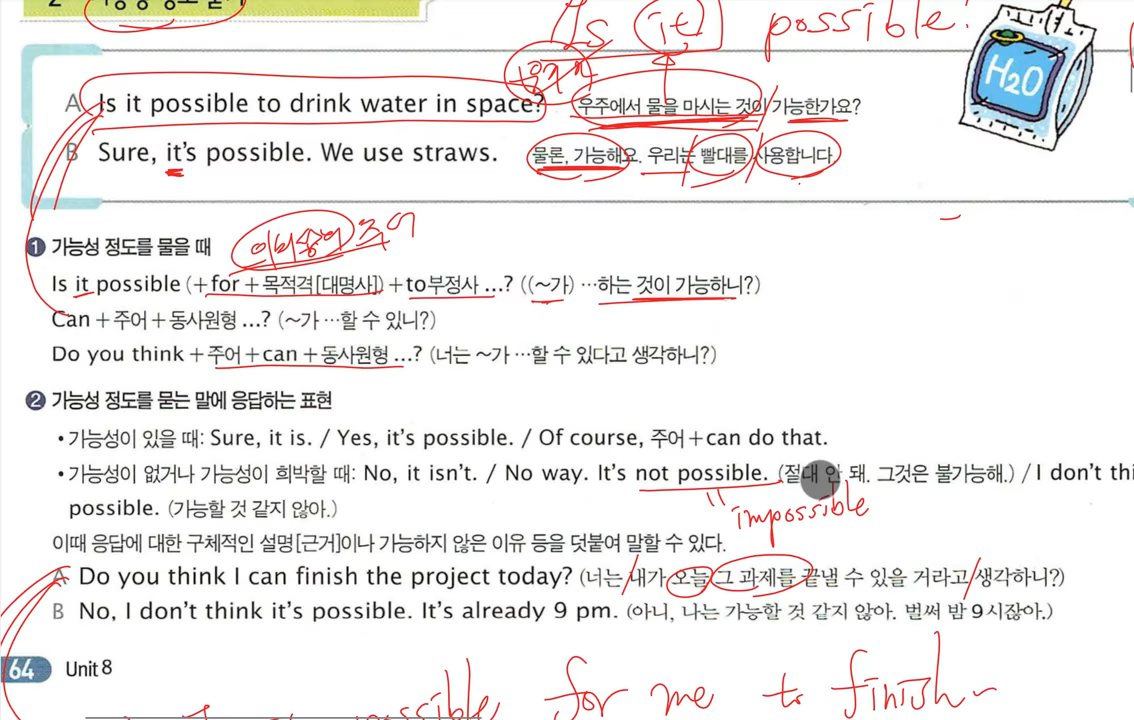 2 가능성 정도 묻기
Is it possible?
A Is it possible to drink water in space? 우주에서 물을 마시는 것이 가능한가요?
B Sure, it's possible. We use straws. 물론, 가능해요. 우리는 빨대를 사용합니다.
H2O
1 가능성 정도를 물을 때
주어
Is it possible (+for+목적격[대명사])+to부정사 ...? ((~가) …하는 것이 가능하니?)
Can+주어+동사원형 ...? (~가 …할 수 있니?)
Do you think+주어+can+동사원형 ...? (너는 ~가 …할 수 있다고 생각하니?)
2 가능성 정도를 묻는 말에 응답하는 표현
•가능성이 있을 때: Sure, it is. / Yes, it's possible. / Of course, 주어+can do that.
•가능성이 없거나 가능성이 희박할 때: No, it isn't. / No way. It's not possible. (절대 안 돼. 그것은 불가능해.) / I don't thi
possible. (가능할 것 같지 않아.)
impossible
이때 응답에 대한 구체적인 설명[근거]이나 가능하지 않은 이유 등을 덧붙여 말할 수 있다.
A Do you think I can finish the project today? (너는 내가 오늘 그 과제를 끝낼 수 있을 거라고 생각하니?)
B No, I don't think it's possible. It's already 9 pm. (아니, 나는 가능할 것 같지 않아. 벌써 밤 9시잖아.)
64 Unit 8
possible for me to finish